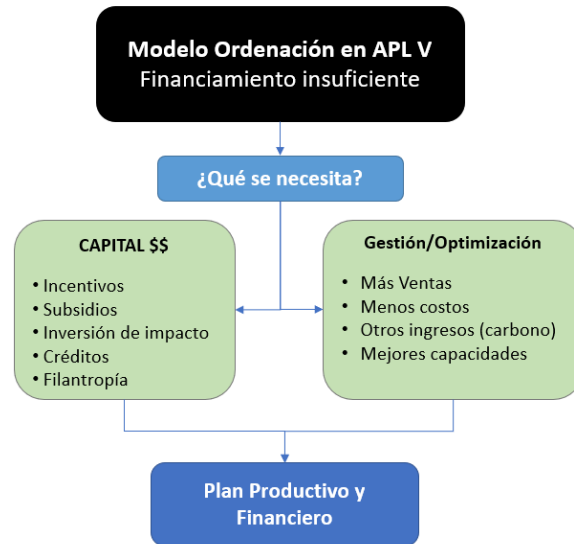 Modelo Ordenación en APL V
Financiamiento insuficiente
¿Qué se necesita?
CAPITAL $$
• Incentivos
• Subsidios
• Inversión de impacto
• Créditos
• Filantropía
Gestión/Optimización
• Más Ventas
• Menos costos
• Otros ingresos (carbono)
• Mejores capacidades
Plan Productivo y
Financiero